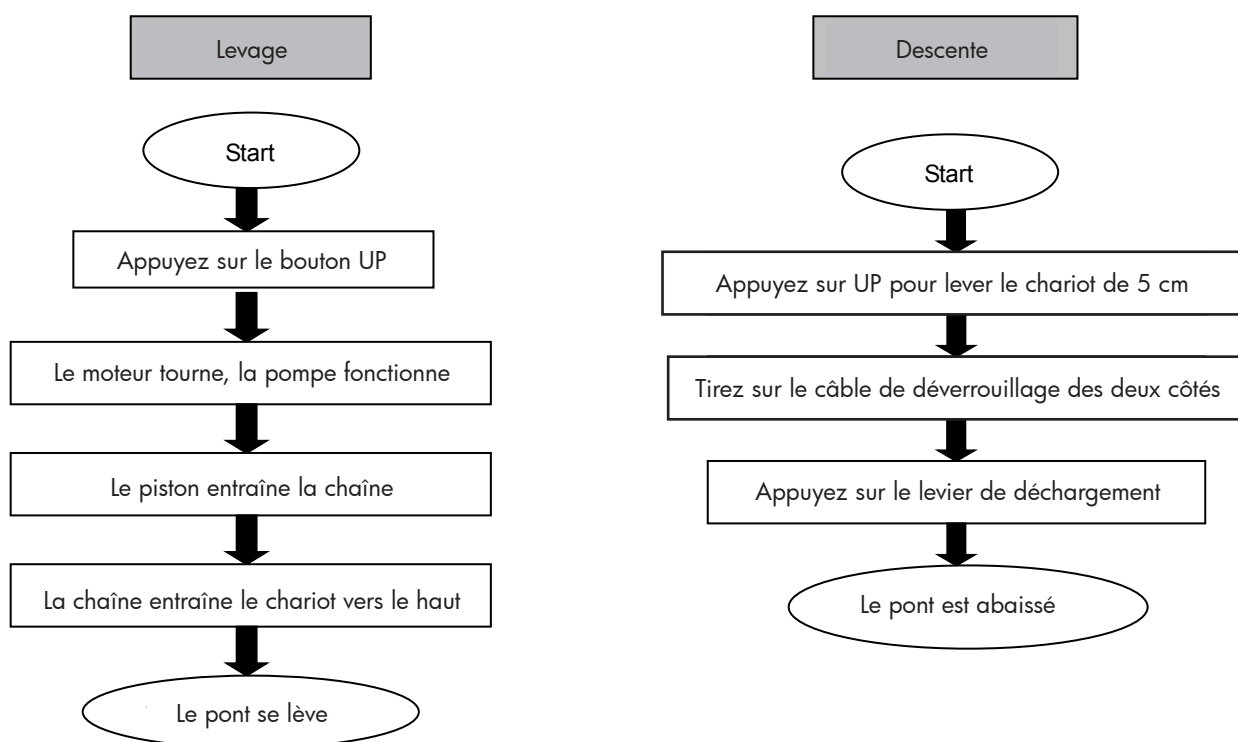 Levage
Start
Appuyez sur le bouton UP
Le moteur tourne, la pompe fonctionne
Le piston entraîne la chaîne
La chaîne entraîne le chariot vers le haut
Le pont se lève
Descente
Start
Appuyez sur UP pour lever le chariot de 5 cm
Tirez sur le câble de déverrouillage des deux côtés
Appuyez sur le levier de déchargement
Le pont est abaissé